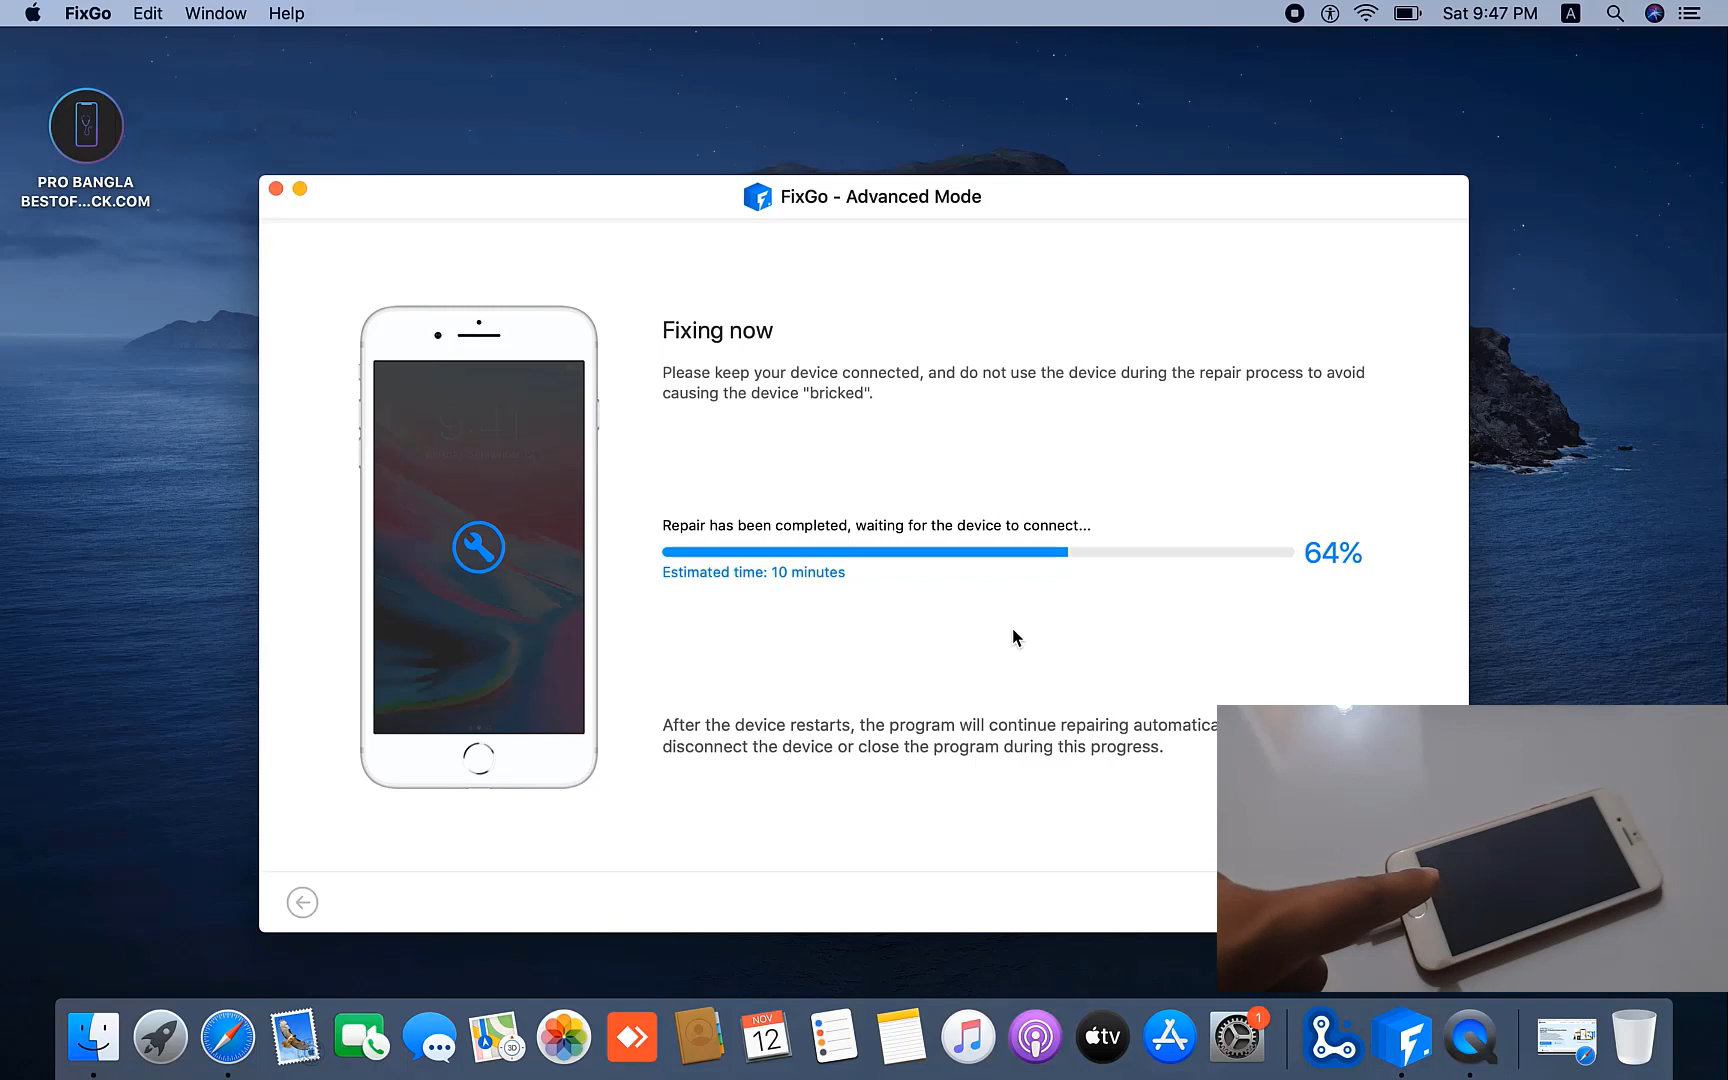 FixGo Edit Window Help
Sat 9:47 PM A
PRO BANGLA
BESTOF...CK.COM
FixGo - Advanced Mode
Fixing now
Please keep your device connected, and do not use the device during the repair process to avoid
causing the device "bricked".
Repair has been completed, waiting for the device to connect...
64%
Estimated time: 10 minutes
After the device restarts, the program will continue repairing
disconnect the device or close the program during this progress.
3D
NOV
12
tv
1